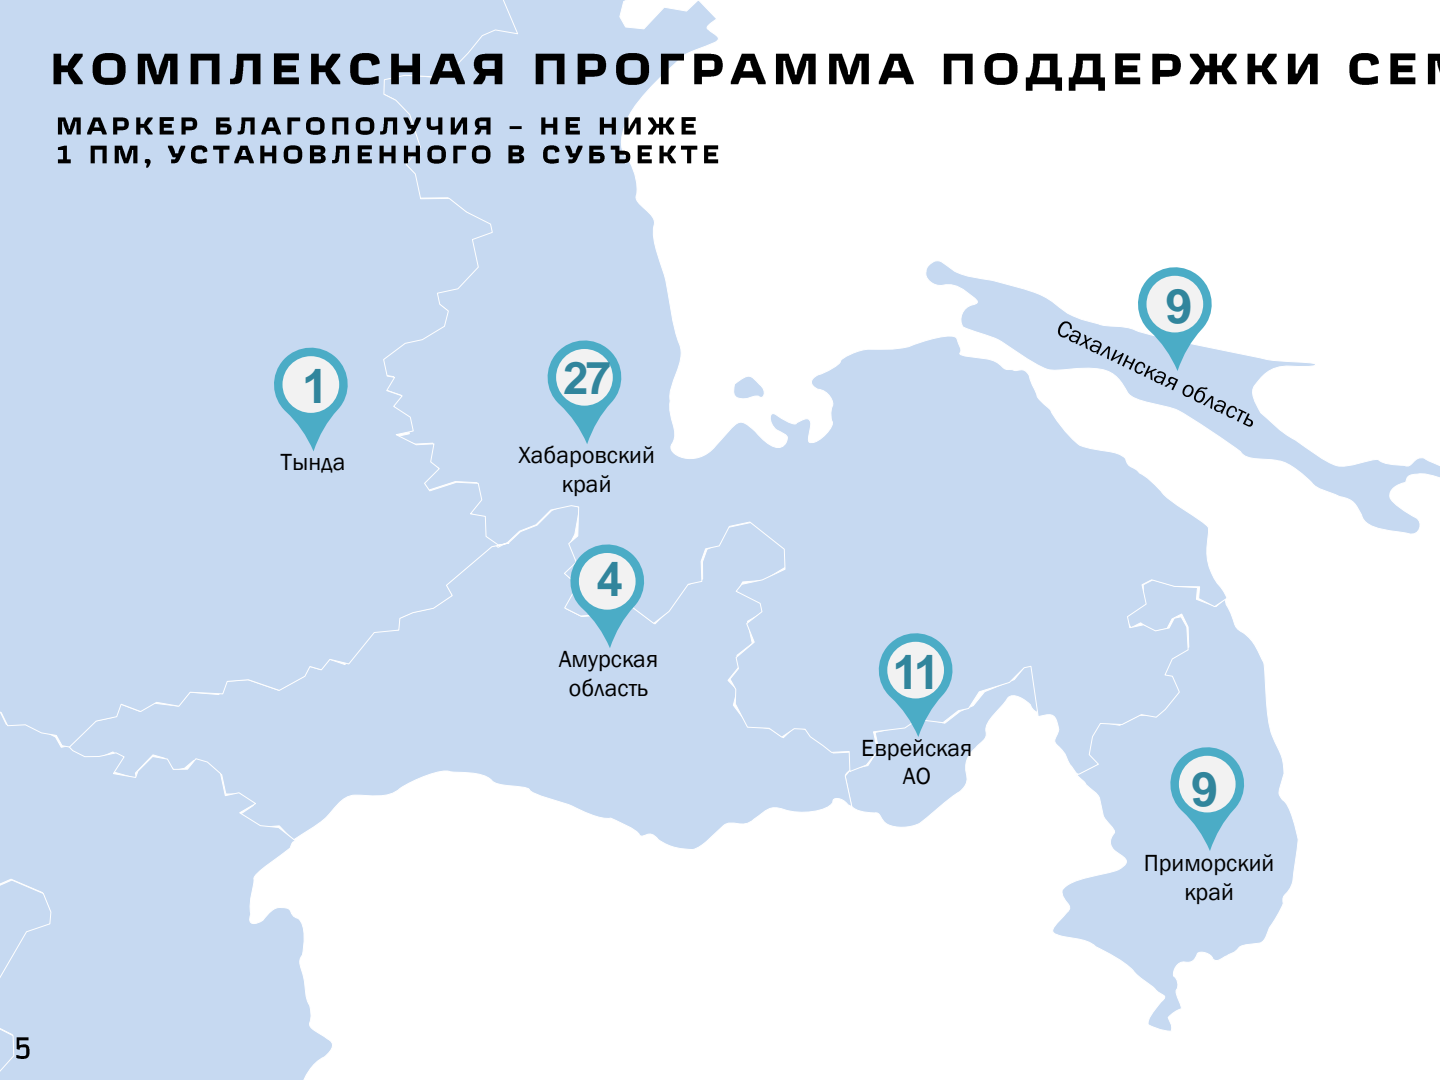 КОМПЛЕКСНАЯ ПРОГРАММА ПОДДЕРЖКИ
МАРКЕР БЛАГОПОЛУЧИЯ – НЕ НИЖЕ
1 ПМ, УСТАНОВЛЕННОГО В СУБЪЕКТЕ
9
Сахалинская область
1
Тында
27
Хабаровский
край
4
Амурская
область
11
Еврейская
АО
9
Приморский
край
5